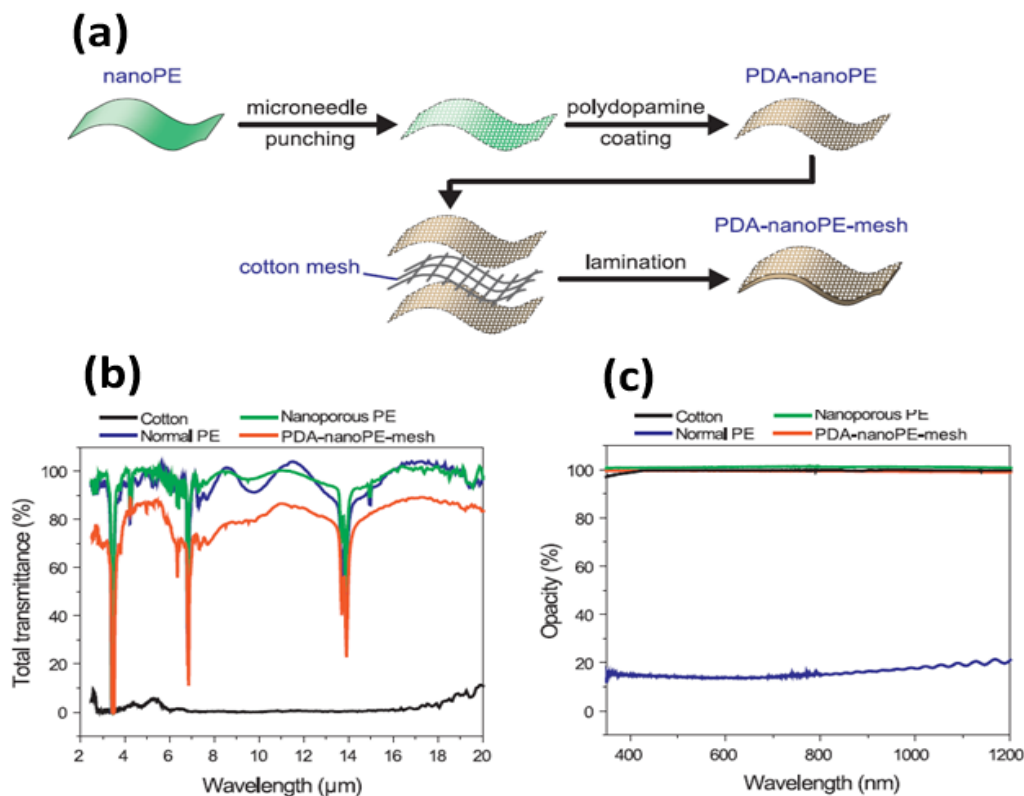 (a)
nanoPE
microneedle
punching
polydopamine
coating
PDA-nanoPE
cotton mesh
lamination
PDA-nanoPE-mesh
(b)
Cotton
Nanoporous PE
Normal PE
PDA-nanoPE-mesh
Total transmittance (%)
100
80
60
40
20
0
2 4 6 8 10 12 14 16 18 20
Wavelength (μm)
(c)
Cotton
Nanoporous PE
Normal PE
PDA-nanoPE-mesh
Opacity (%)
100
80
60
40
20
0
400 600 800 1000 1200
Wavelength (nm)